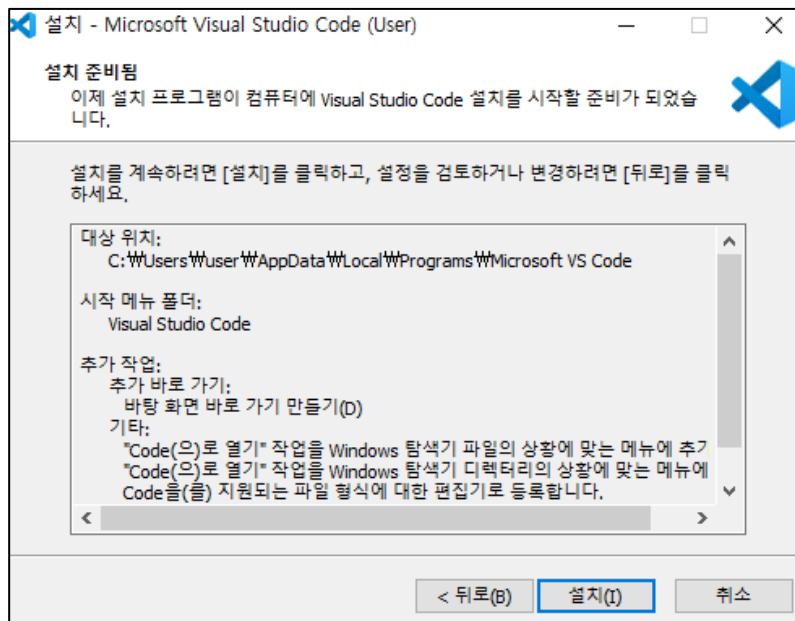 설치 - Microsoft Visual Studio Code (User)
설치 준비됨
이제 설치 프로그램이 컴퓨터에 Visual Studio Code 설치를 시작할 준비가 되었습
니다.
설치를 계속하려면 [설치]를 클릭하고, 설정을 검토하거나 변경하려면 [뒤로]를 클릭
하세요.
대상 위치:
C:₩Users₩user₩AppData₩Local₩Programs₩Microsoft VS Code
시작 메뉴 폴더:
Visual Studio Code
추가 작업:
추가 바로 가기:
바탕 화면 바로 가기 만들기(D)
기타:
"Code(으)로 열기" 작업을 Windows 탐색기 파일의 상황에 맞는 메뉴에 추가
"Code(으)로 열기" 작업을 Windows 탐색기 디렉터리의 상황에 맞는 메뉴에
Code을(를) 지원되는 파일 형식에 대한 편집기로 등록합니다.
< 뒤로(B) 설치(I) 취소